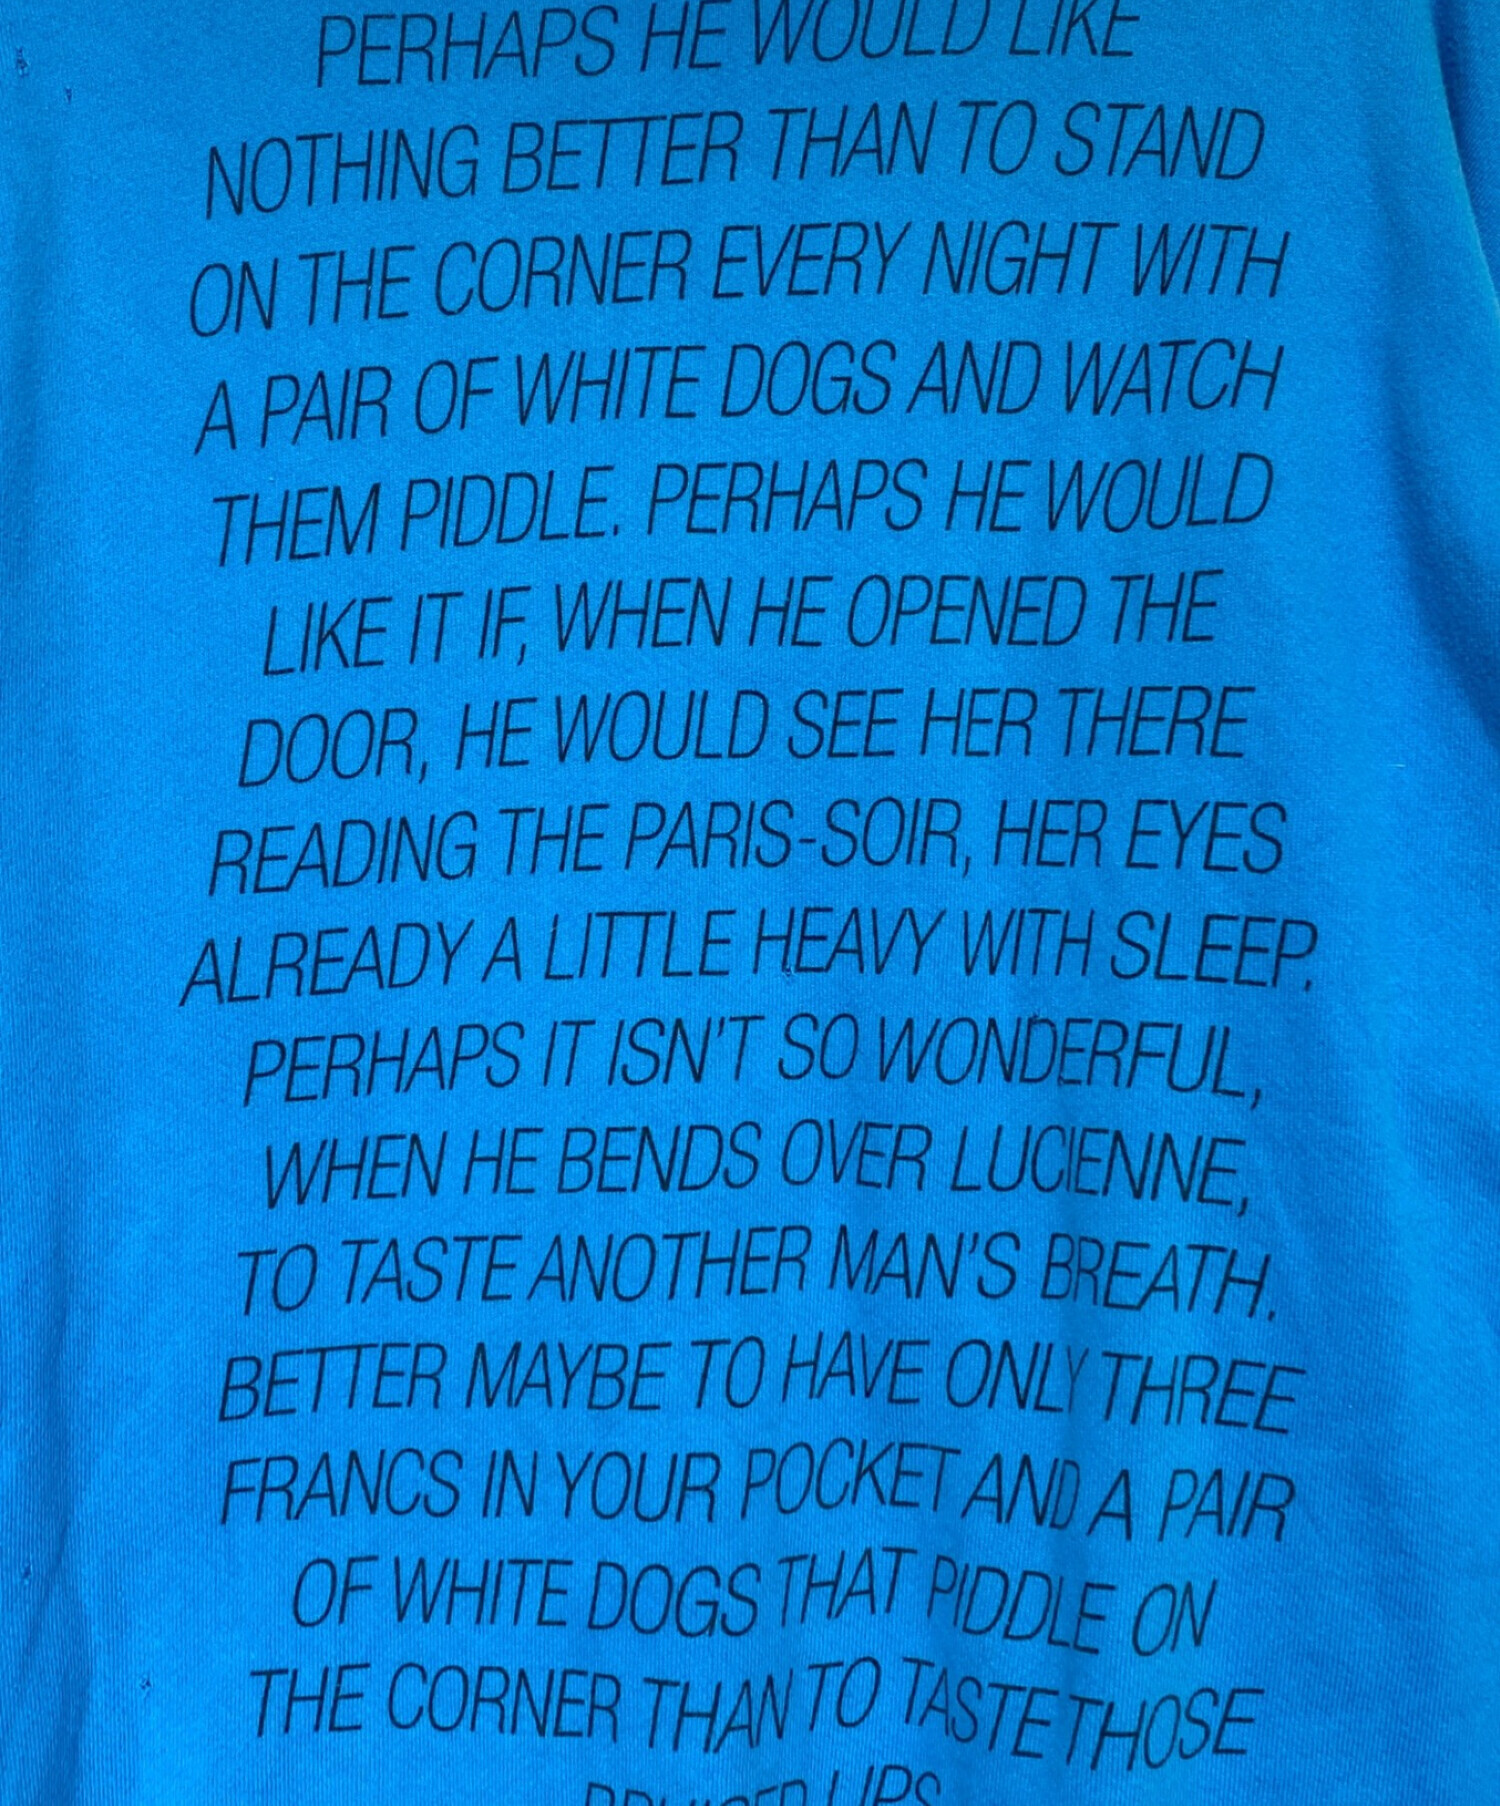 PERHAPS HE WOULD LIKE
NOTHING BETTER THAN TO STAND
ON THE CORNER EVERY NIGHT WITH
A PAIR OF WHITE DOGS AND WATCH
THEM PIDDLE. PERHAPS HE WOULD
LIKE IT IF, WHEN HE OPENED THE
DOOR, HE WOULD SEE HER THERE
READING THE PARIS-SOIR, HER EYES
ALREADY A LITTLE HEAVY WITH SLEEP.
PERHAPS IT ISN'T SO WONDERFUL,
WHEN HE BENDS OVER LUCIENNE,
TO TASTE ANOTHER MAN'S BREATH.
BETTER MAYBE TO HAVE ONLY THREE
FRANCS IN YOUR POCKET AND A PAIR
OF WHITE DOGS THAT PIDDLE ON
THE CORNER THAN TO TASTE THOSE
BRUISED LIPS